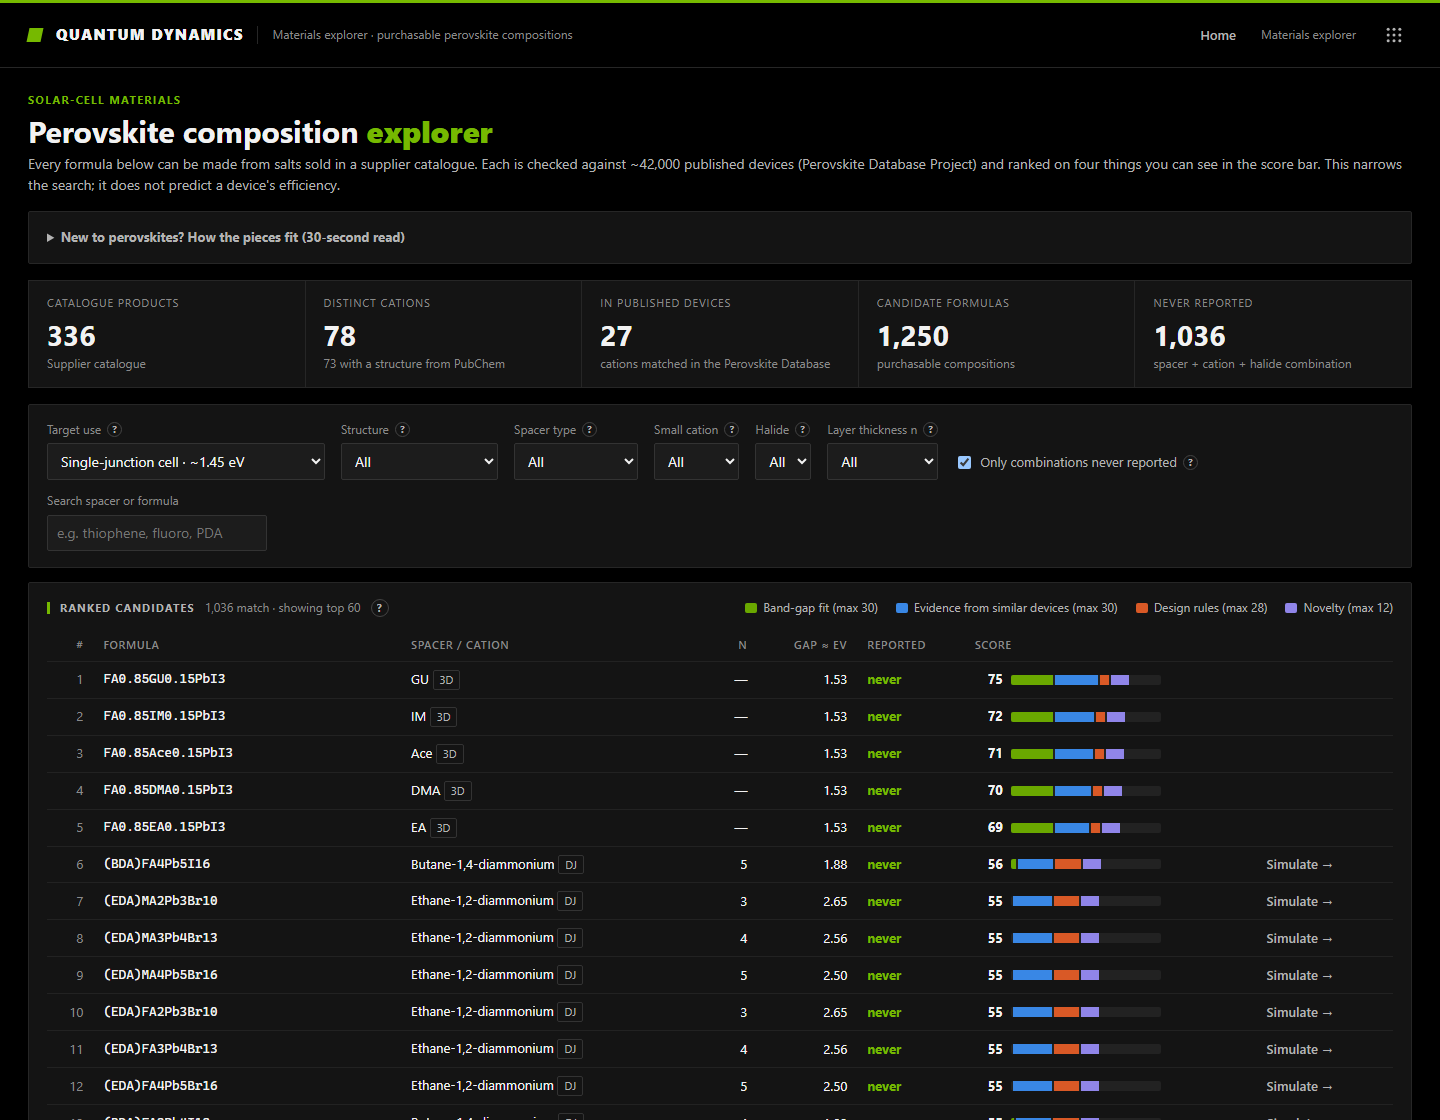 QUANTUM DYNAMICS
Materials explorer · purchasable perovskite compositions
Home
Materials explorer
SOLAR-CELL MATERIALS
Perovskite composition explorer
Every formula below can be made from salts sold in a supplier catalogue. Each is checked against ~42,000 published devices (Perovskite Database Project) and ranked on four things you can see in the score bar. This narrows
the search; it does not predict a device's efficiency.
▶ New to perovskites? How the pieces fit (30-second read)
CATALOGUE PRODUCTS
336
Supplier catalogue
DISTINCT CATIONS
78
73 with a structure from PubChem
IN PUBLISHED DEVICES
27
cations matched in the Perovskite Database
CANDIDATE FORMULAS
1,250
purchasable compositions
NEVER REPORTED
1,036
spacer + cation + halide combination
Target use ?
Single-junction cell · ~1.45 eV
Structure ?
All
Spacer type ?
All
Small cation ?
All
Halide ?
All
Layer thickness n ?
All
Only combinations never reported ?
Search spacer or formula
e.g. thiophene, fluoro, PDA
RANKED CANDIDATES 1,036 match · showing top 60 ?
Band-gap fit (max 30) Evidence from similar devices (max 30) Design rules (max 28) Novelty (max 12)
# FORMULA SPACER / CATION N GAP ≈ EV REPORTED SCORE
1 FA0.85GU0.15PbI3 GU 3D — 1.53 never 75
2 FA0.85IM0.15PbI3 IM 3D — 1.53 never 72
3 FA0.85Ace0.15PbI3 Ace 3D — 1.53 never 71
4 FA0.85DMA0.15PbI3 DMA 3D — 1.53 never 70
5 FA0.85EA0.15PbI3 EA 3D — 1.53 never 69
6 (BDA)FA4Pb5I16 Butane-1,4-diammonium DJ 5 1.88 never 56 Simulate →
7 (EDA)MA2Pb3Br10 Ethane-1,2-diammonium DJ 3 2.65 never 55 Simulate →
8 (EDA)MA3Pb4Br13 Ethane-1,2-diammonium DJ 4 2.56 never 55 Simulate →
9 (EDA)MA4Pb5Br16 Ethane-1,2-diammonium DJ 5 2.50 never 55 Simulate →
10 (EDA)FA2Pb3Br10 Ethane-1,2-diammonium DJ 3 2.65 never 55 Simulate →
11 (EDA)FA3Pb4Br13 Ethane-1,2-diammonium DJ 4 2.56 never 55 Simulate →
12 (EDA)FA4Pb5Br16 Ethane-1,2-diammonium DJ 5 2.50 never 55 Simulate →